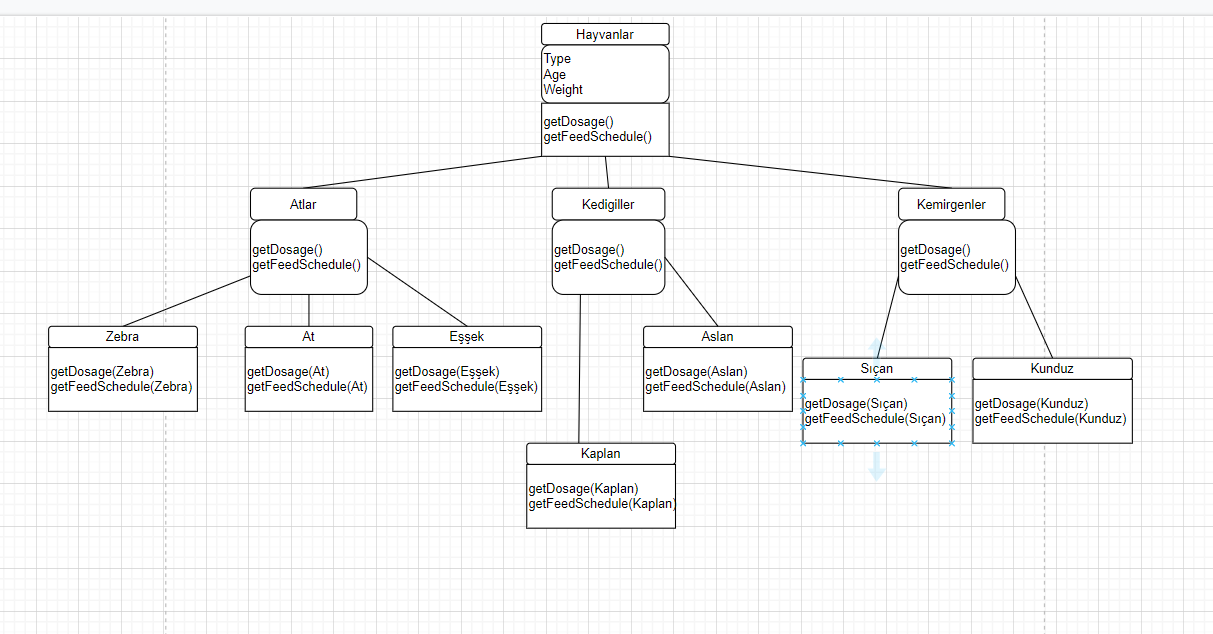 Hayvanlar
Type
Age
Weight
getDosage()
getFeedSchedule()
Atlar
getDosage()
getFeedSchedule()
Kedigiller
getDosage()
getFeedSchedule()
Kemirgenler
getDosage()
getFeedSchedule()
Zebra
getDosage(Zebra)
getFeedSchedule(Zebra)
At
getDosage(At)
getFeedSchedule(At)
Eşşek
getDosage(Eşşek)
getFeedSchedule(Eşşek)
Aslan
getDosage(Aslan)
getFeedSchedule(Aslan)
Sıçan
getDosage(Sıçan)
getFeedSchedule(Sıçan)
Kunduz
getDosage(Kunduz)
getFeedSchedule(Kunduz)
Kaplan
getDosage(Kaplan)
getFeedSchedule(Kaplan)